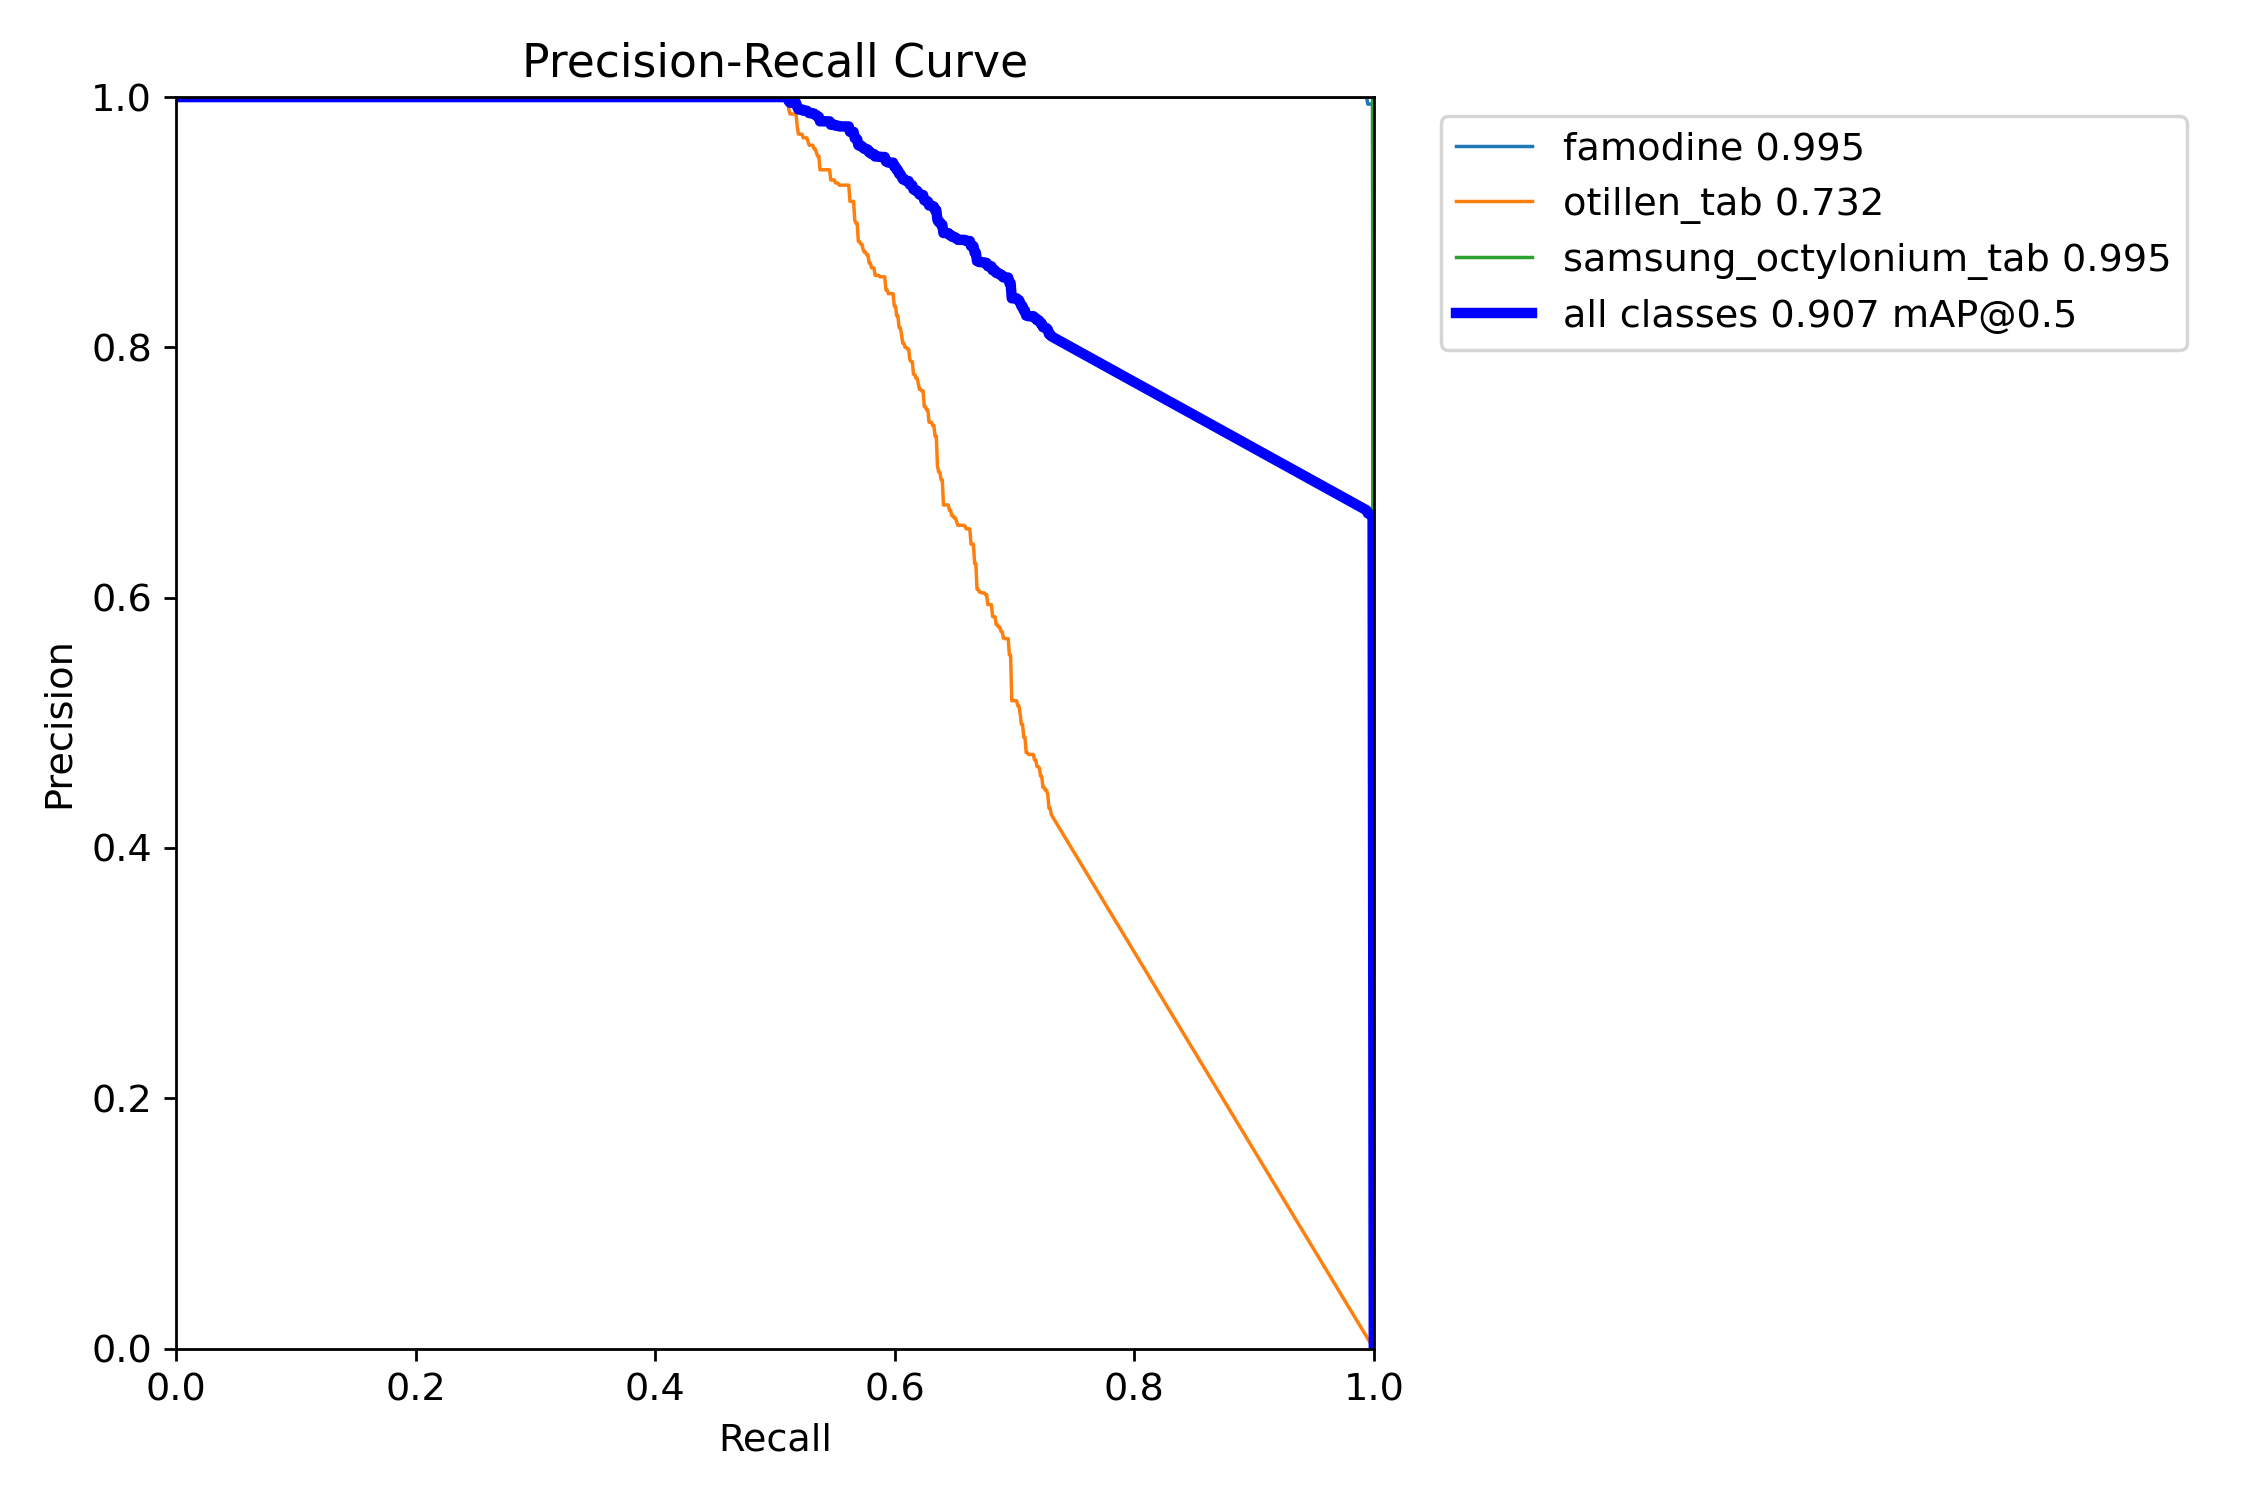 Precision-Recall Curve
1.0
0.8
0.6
0.4
0.2
0.0
Precision
0.0 0.2 0.4 0.6 0.8 1.0
Recall
famodine 0.995
otillen_tab 0.732
samsung_octylonium_tab 0.995
all classes 0.907 mAP@0.5